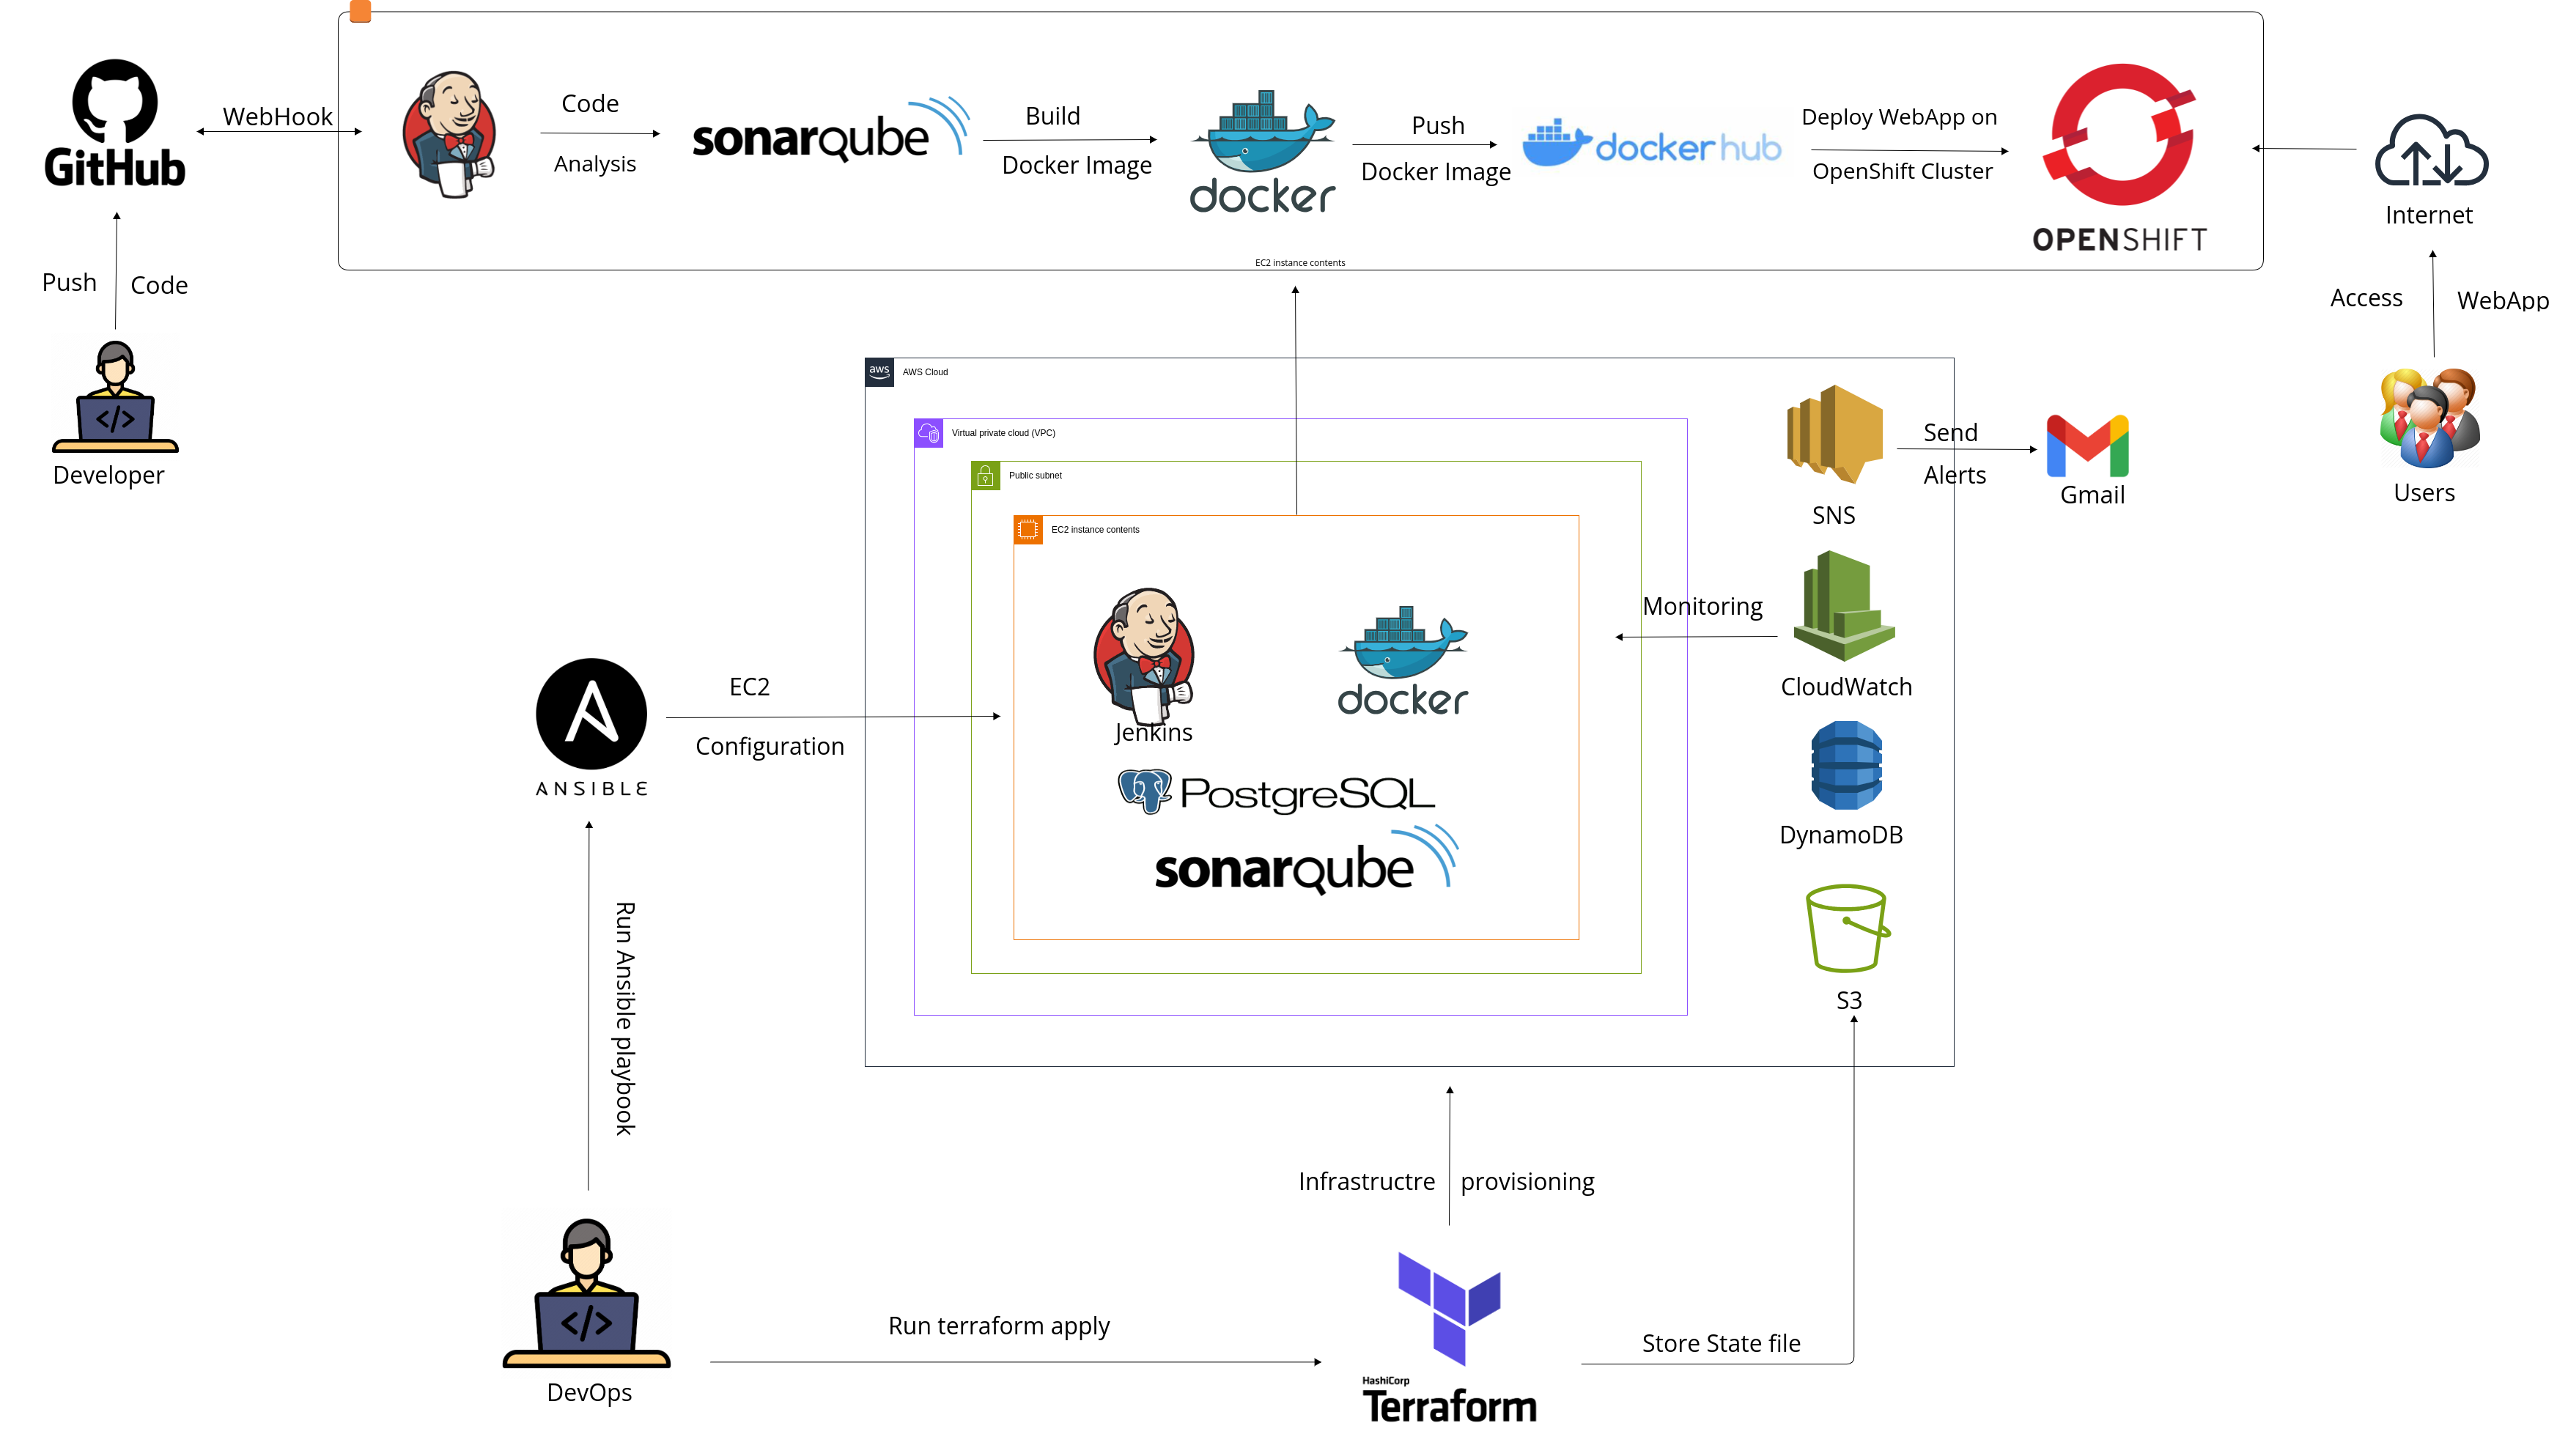 GitHub
WebHook
Code
Analysis
sonarqube
Build
Docker Image
docker
Push
Docker Image
dockerhub
Deploy WebApp on
OpenShift Cluster
OPENSHIFT
Internet
EC2 instance contents
Push
Code
Developer
Access
WebApp
Users
aws
AWS Cloud
Virtual private cloud (VPC)
Public subnet
EC2 instance contents
Jenkins
docker
PostgreSQL
sonarqube
SNS
Send
Alerts
Gmail
Monitoring
CloudWatch
DynamoDB
S3
ANSIBLE
EC2
Configuration
Run Ansible playbook
DevOps
Run terraform apply
Infrastructre
provisioning
HashiCorp
Terraform
Store State file